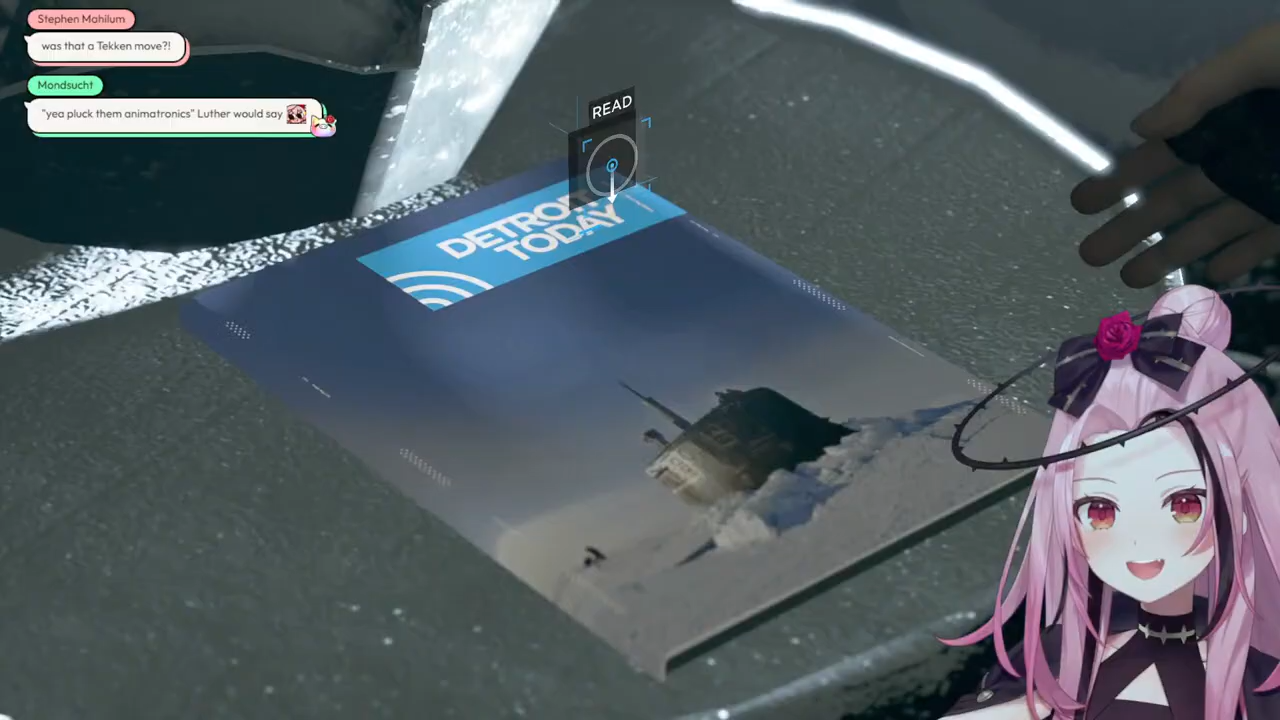 Stephen Mahilum
was that a Tekken move?!
Mondsucht
"yea pluck them animatronics" Luther would say
READ
DETROIT
TODAY